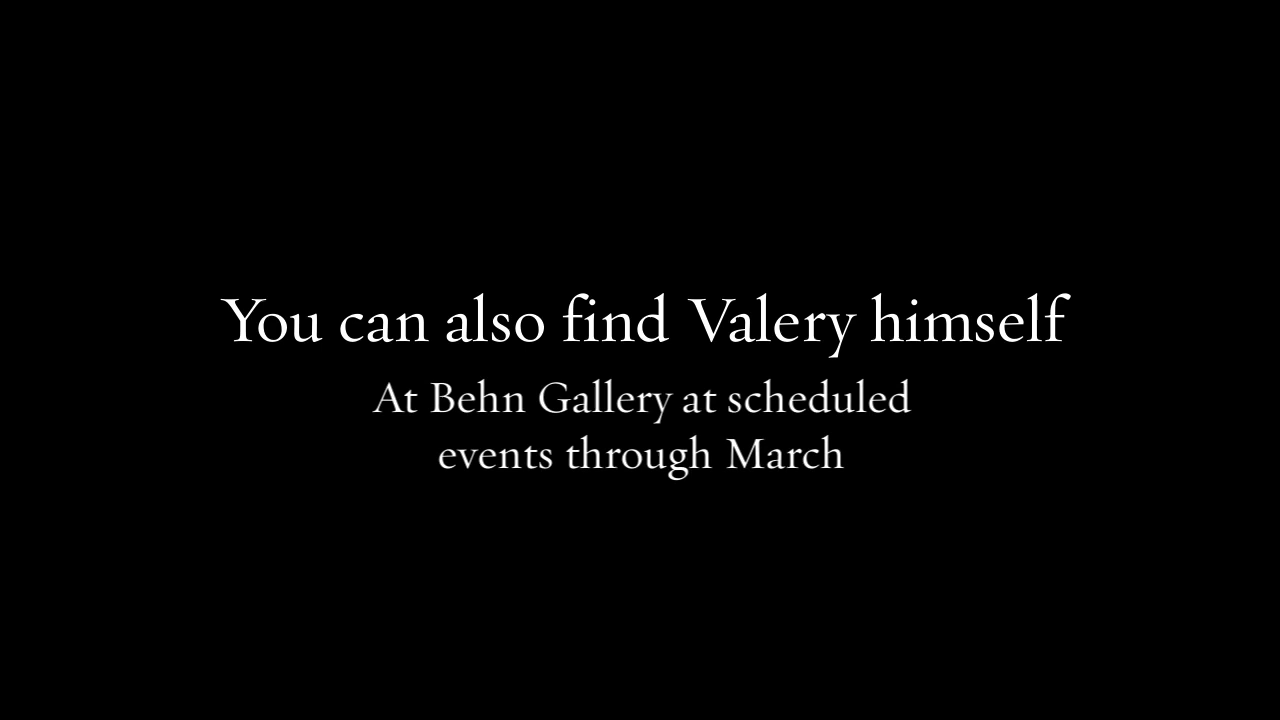 You can also find Valery himself
At Behn Gallery at scheduled
events through March